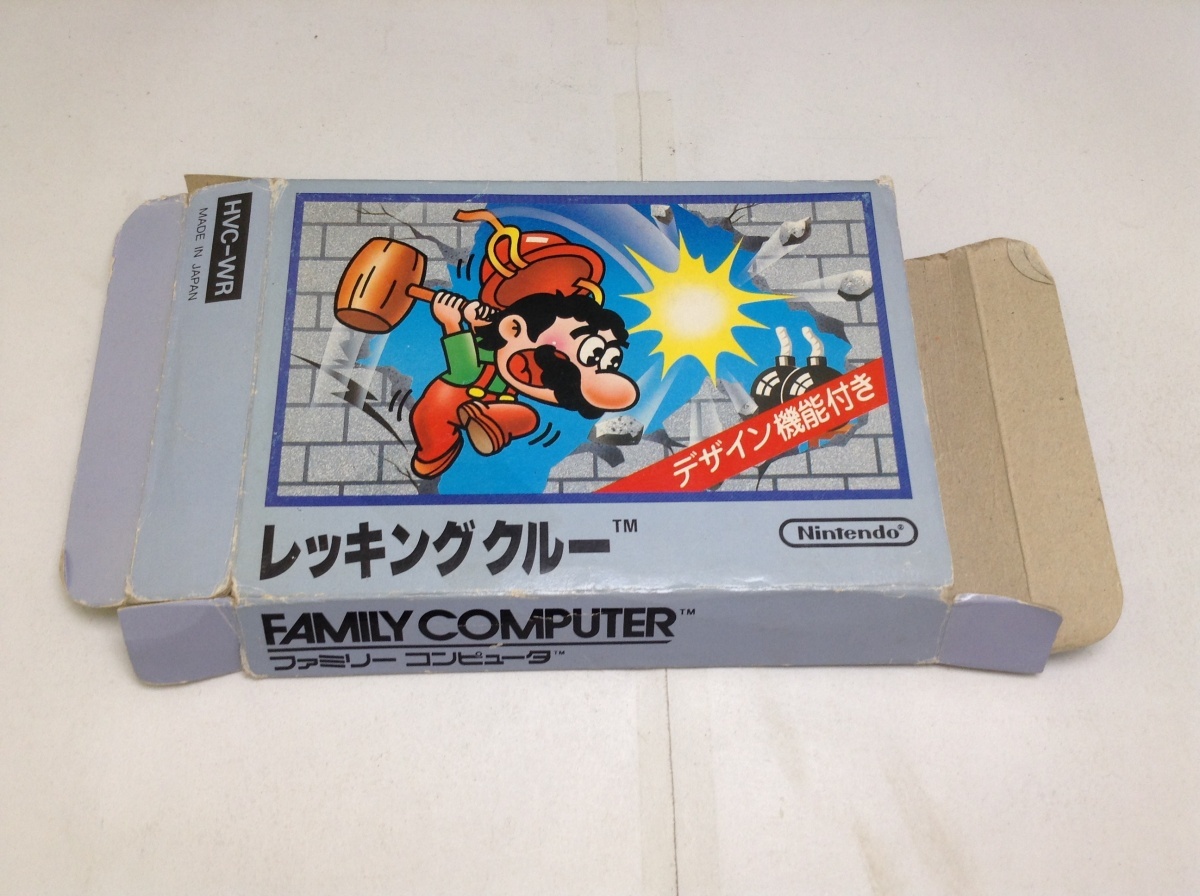 HVC-WR
MADE IN JAPAN
デザイン機能付き
レッキングクルー™
Nintendo®
FAMILY COMPUTER™
ファミリー コンピュータ™